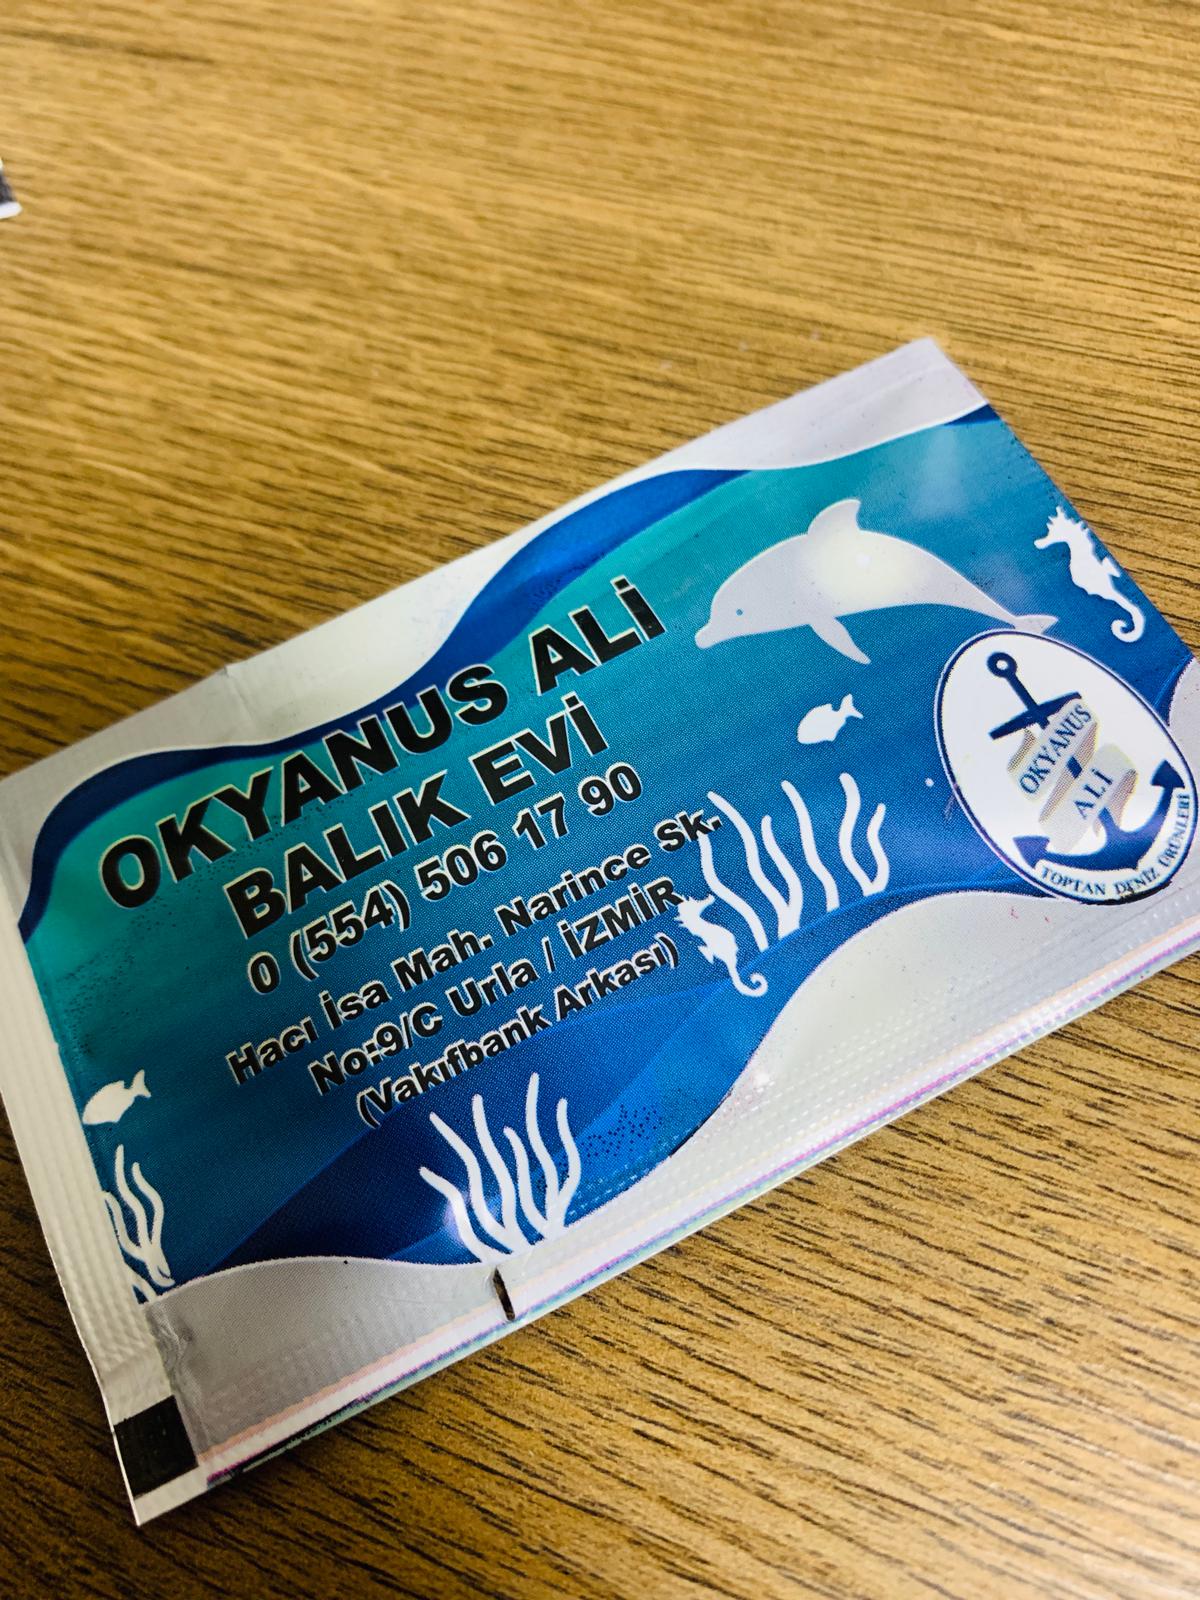 OKYANUS ALİ
BALIK EVİ
0 (554) 506 17 90
Hacı İsa Mah. Narince Sk.
No:9/C Urla / İZMİR
(Vakıfbank Arkası)
OKYANUS
ALİ
TOPTAN DENİZ ÜRÜNLERİ